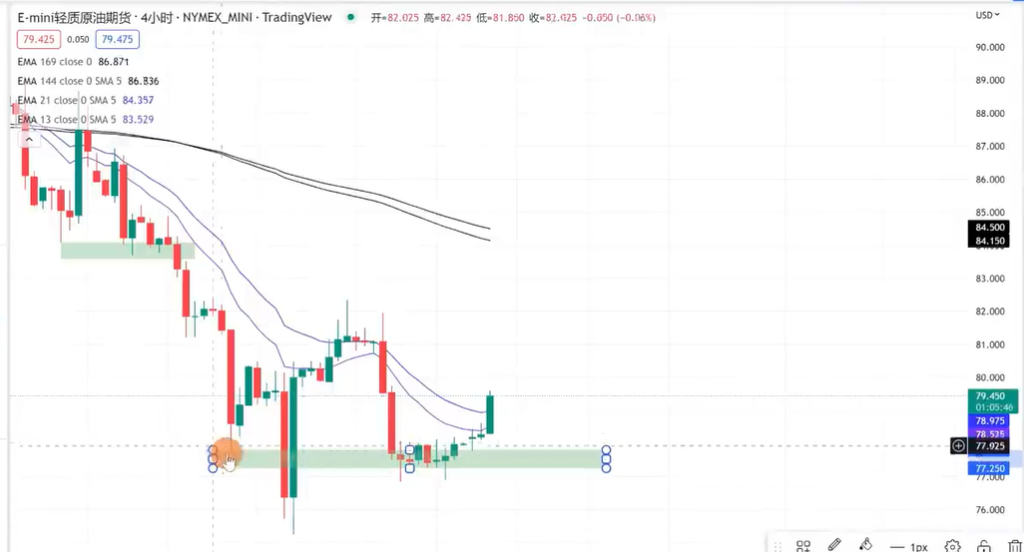 E-mini轻质原油期货 · 4小时 · NYMEX_MINI · TradingView 开=82.025 高=82.425 低=81.860 收=82.025 -0.050 (-0.06%)
USD
79.425 0.050 79.475
EMA 169 close 0 86.871
EMA 144 close 0 SMA 5 86.336
EMA 21 close 0 SMA 5 84.357
EMA 13 close 0 SMA 5 83.529
90.000
89.000
88.000
87.000
86.000
85.000
84.500
84.150
83.000
82.000
81.000
80.000
79.450
01:05:46
78.975
78.525
77.925
77.250
77.000
76.000
1px